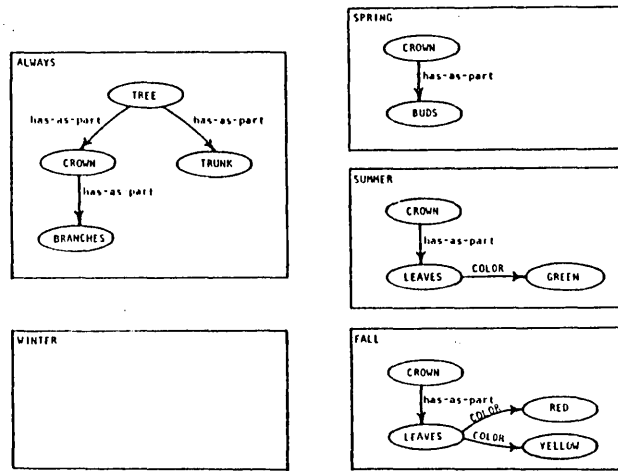 ALWAYS
TREE
has-as-part has-as-part
CROWN TRUNK
has-as part
BRANCHES
WINTER
SPRING
CROWN
has-as-part
BUDS
SUMMER
CROWN
has-as-part
LEAVES COLOR GREEN
FALL
CROWN
has-as-part
COLOR RED
LEAVES COLOR YELLOW